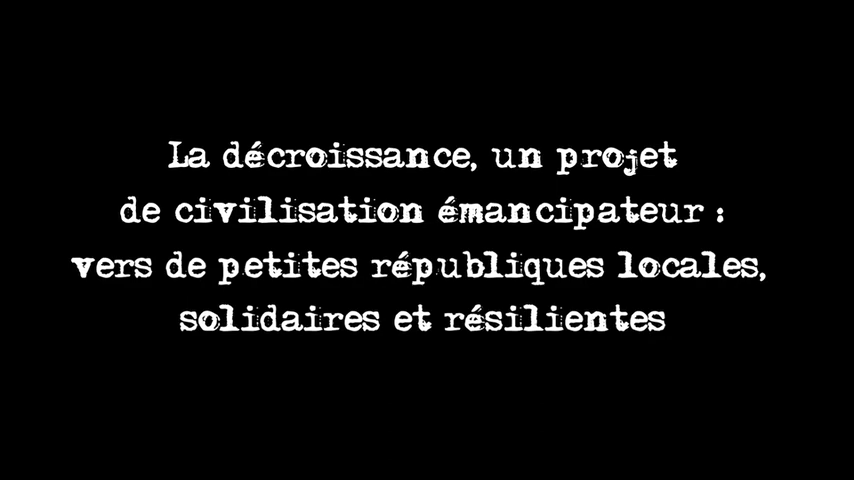 La décroissance, un projet
de civilisation émancipateur :
vers de petites républiques locales,
solidaires et résilientes